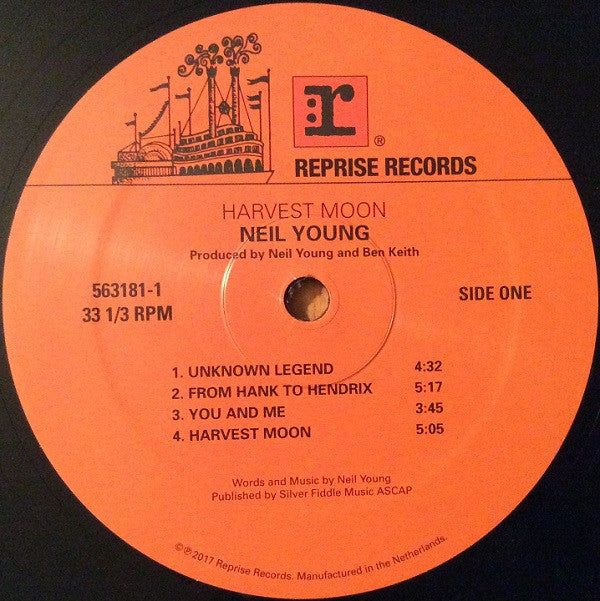 :r
®
REPRISE RECORDS
HARVEST MOON
NEIL YOUNG
Produced by Neil Young and Ben Keith
563181-1
33 1/3 RPM
SIDE ONE
1. UNKNOWN LEGEND 4:32
2. FROM HANK TO HENDRIX 5:17
3. YOU AND ME 3:45
4. HARVEST MOON 5:05
Words and Music by Neil Young
Published by Silver Fiddle Music ASCAP
©℗2017 Reprise Records. Manufactured in the Netherlands.